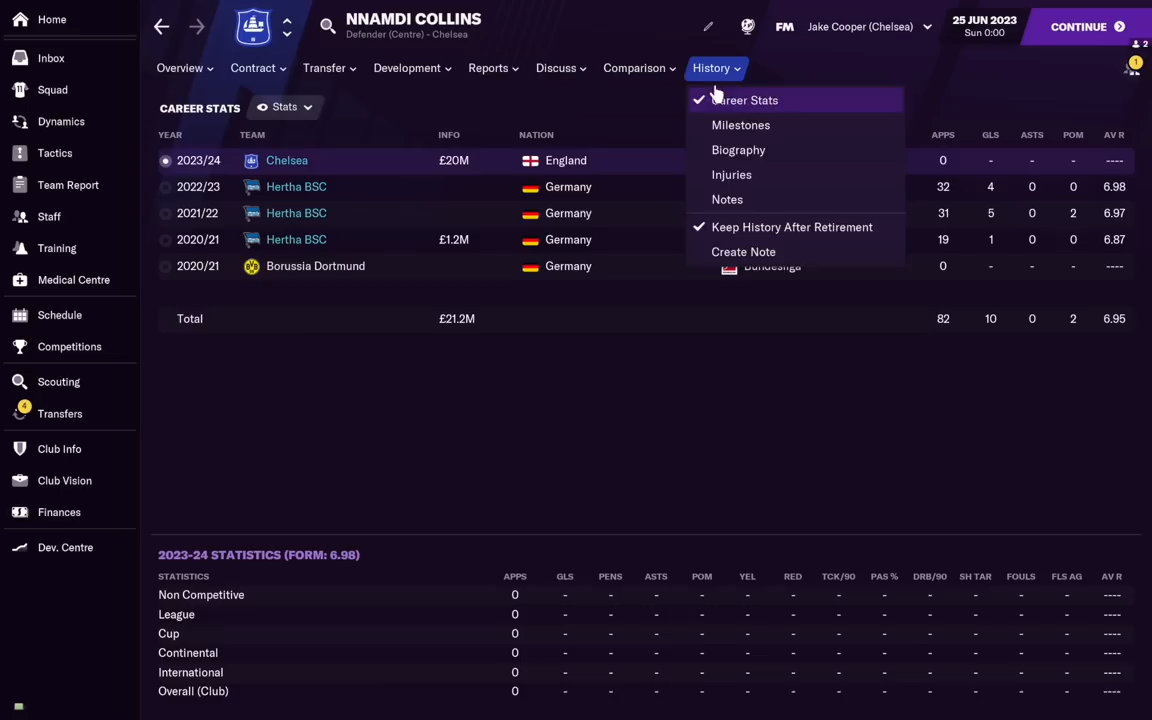 Home
Inbox
Squad
Dynamics
Tactics
Team Report
Staff
Training
Medical Centre
Schedule
Competitions
Scouting
4
Transfers
Club Info
Club Vision
Finances
Dev. Centre
NNAMDI COLLINS
Defender (Centre) - Chelsea
FM
Jake Cooper (Chelsea)
25 JUN 2023
Sun 0:00
CONTINUE
2
1
Overview Contract Transfer Development Reports Discuss Comparison History
CAREER STATS Stats
Career Stats
Milestones
Biography
Injuries
Notes
Keep History After Retirement
Create Note
YEAR TEAM INFO NATION APPS GLS ASTS POM AV R
2023/24 Chelsea £20M England 0 - - - ----
2022/23 Hertha BSC Germany 32 4 0 0 6.98
2021/22 Hertha BSC Germany 31 5 0 2 6.97
2020/21 Hertha BSC £1.2M Germany 19 1 0 0 6.87
2020/21 Borussia Dortmund Germany Bundesliga 0 - - - ----
Total £21.2M 82 10 0 2 6.95
2023-24 STATISTICS (FORM: 6.98)
STATISTICS APPS GLS PENS ASTS POM YEL RED TCK/90 PAS % DRB/90 SH TAR FOULS FLS AG AV R
Non Competitive 0 - - - - - - - - - - - - ----
League 0 - - - - - - - - - - - - ----
Cup 0 - - - - - - - - - - - - ----
Continental 0 - - - - - - - - - - - - ----
International 0 - - - - - - - - - - - - ----
Overall (Club) 0 - - - - - - - - - - - - ----